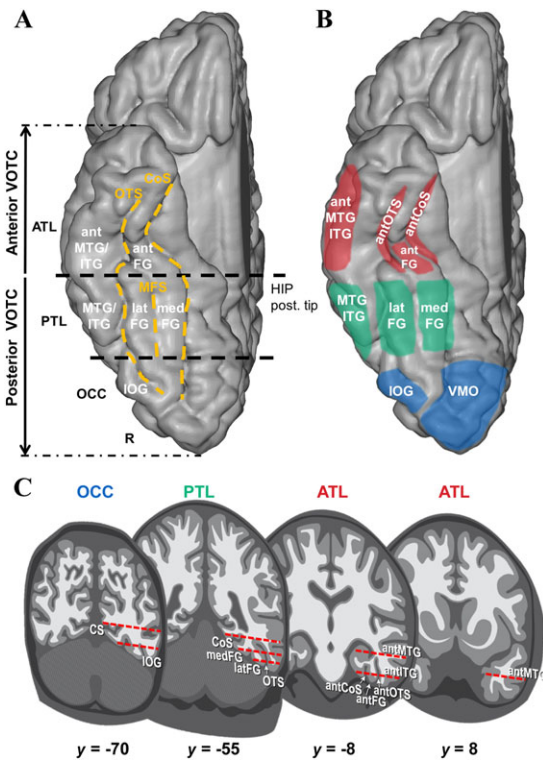 A
B
Anterior VOTC
ATL
OTS
CoS
ant
MTG/
ITG
ant
FG
Posterior VOTC
PTL
MFS
MTG/
ITG
lat
FG
med
FG
HIP
post. tip
OCC
IOG
R
ant
MTG
ITG
antOTS
antCoS
ant
FG
MTG
ITG
lat
FG
med
FG
IOG
VMO
C
OCC
PTL
ATL
ATL
CS
IOG
CoS
medFG
latFG
OTS
antMTG
antITG
antCoS
antOTS
antFG
antMTG
y = -70
y = -55
y = -8
y = 8